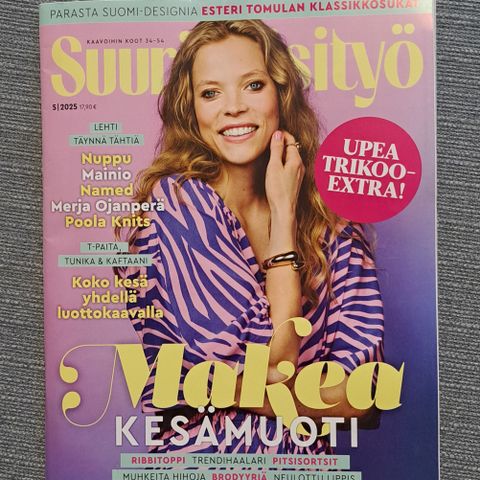 PARASTA SUOMI-DESIGNIA ESTERI TOMULAN KLASSIKKOSUKAT
KAAVOIHIN KOOT 34-54
Suuri Käsityö
5 | 2025 17,90 €
LEHTI
TÄYNNÄ TÄHTIÄ
Nuppu
Mainio
Named
Merja Ojanperä
Poola Knits
UPEA
TRIKOO-
EXTRA!
T-PAITA,
TUNIKA & KAFTAANI
Koko kesä
yhdellä
luottokaavalla
Makea
KESÄMUOTI
RIBBITOPPI TRENDIHAALARI PITSISORTSIT
MUHKEITA HIHOJA BRODYYRIÄ NEULOTTU LIPPIS